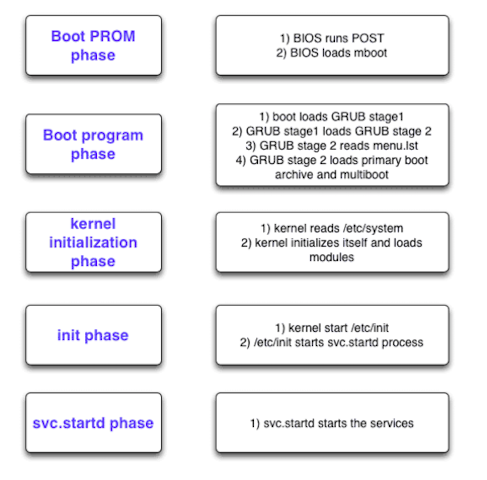 Boot PROM
phase
1) BIOS runs POST
2) BIOS loads mboot
Boot program
phase
1) boot loads GRUB stage1
2) GRUB stage1 loads GRUB stage 2
3) GRUB stage 2 reads menu.lst
4) GRUB stage 2 loads primary boot
archive and multiboot
kernel
initialization
phase
1) kernel reads /etc/system
2) kernel initializes itself and loads
modules
init phase
1) kernel start /etc/init
2) /etc/init starts svc.startd process
svc.startd phase
1) svc.startd starts the services